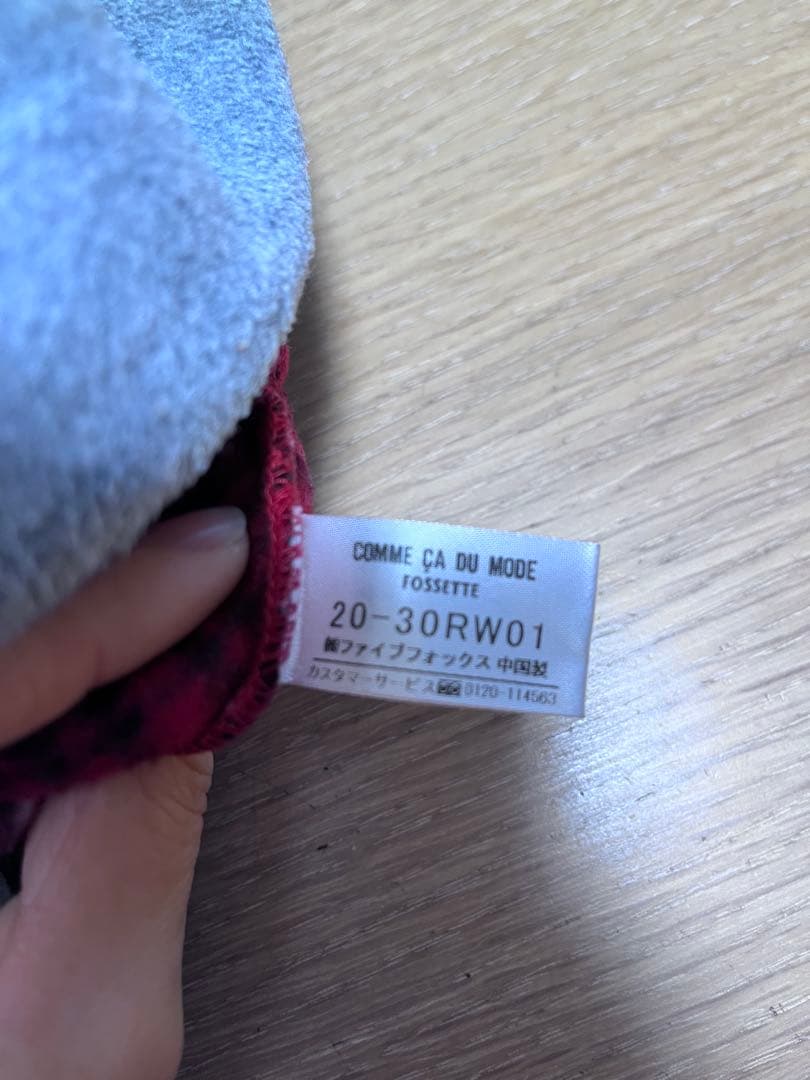 COMME ÇA DU MODE
FOSSETTE
20-30RW01
㈱ファイブフォックス 中国製
カスタマーサービス 0120-114563